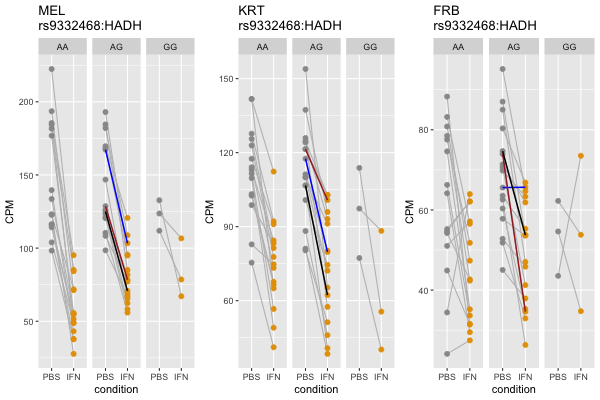 MEL
rs9332468:HADH
AA AG GG
200
150
100
50
CPM
PBS IFN PBS IFN PBS IFN
condition
KRT
rs9332468:HADH
AA AG GG
150
120
90
60
CPM
PBS IFN PBS IFN PBS IFN
condition
FRB
rs9332468:HADH
AA AG GG
80
60
40
CPM
PBS IFN PBS IFN PBS IFN
condition